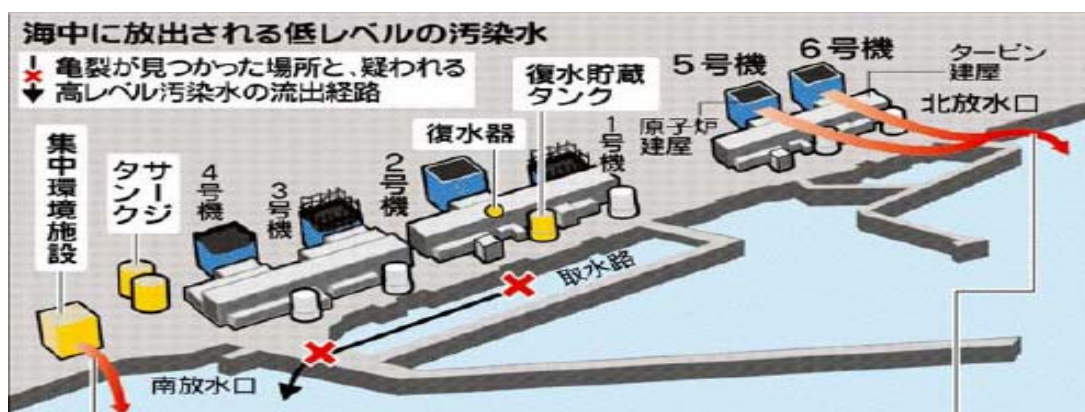 海中に放出される低レベルの汚染水
亀裂が見つかった場所と、疑われる
高レベル汚染水の流出経路
集中環境施設
サージ
タンク
4号機
3号機
2号機
復水器
復水貯蔵
タンク
1号機
5号機
6号機
タービン
建屋
原子炉
建屋
北放水口
取水路
南放水口